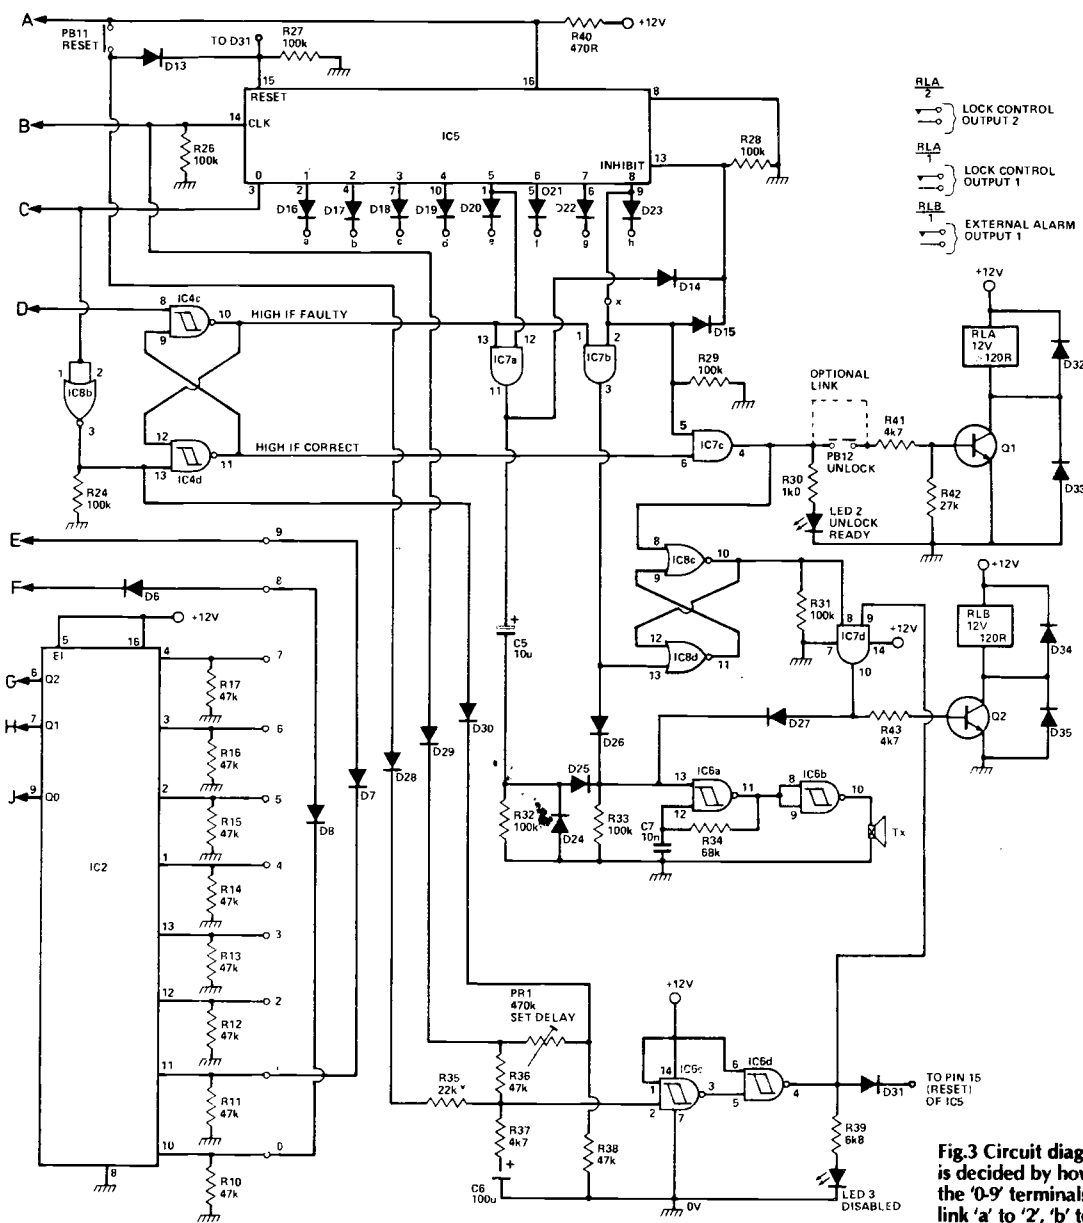 A
PB11
RESET
TO D31
R27
100k
R40
470R
+12V
D13
15
16
RESET
8
B
14
CLK
IC5
R26
100k
INHIBIT
13
R28
100k
0
1
2
3
4
5
6
7
8
3
2
4
7
10
1
5
6
9
C
D16
D17
D18
D19
D20
D21
D22
D23
a
b
c
d
e
f
g
h
RLA
2
LOCK CONTROL
OUTPUT 2
RLA
1
LOCK CONTROL
OUTPUT 1
RLB
1
EXTERNAL ALARM
OUTPUT 1
D14
x
D15
D
8
IC4c
9
10
HIGH IF FAULTY
13
12
IC7a
11
1
2
IC7b
3
R29
100k
1
2
IC8b
3
12
IC4d
13
11
HIGH IF CORRECT
5
6
IC7c
4
R24
100k
OPTIONAL
LINK
PB12
UNLOCK
R41
4k7
R30
1k0
LED 2
UNLOCK
READY
R42
27k
Q1
+12V
RLA
12V
120R
D32
D33
E
9
F
D6
8
+12V
5
EI
16
G
6
Q2
H
7
Q1
J
9
Q0
IC2
8
4
7
R17
47k
3
6
R16
47k
2
5
R15
47k
1
4
R14
47k
13
3
R13
47k
12
2
R12
47k
11
R11
47k
10
0
R10
47k
D8
D7
D28
D29
D30
C5
10u
+
8
IC8c
9
10
12
13
IC8d
11
R31
100k
8
9
IC7d
7
14
+12V
10
+12V
RLB
12V
120R
D34
D35
D27
R43
4k7
Q2
D26
D25
R32
100k
D24
R33
100k
13
12
IC6a
11
C7
10n
R34
68k
8
9
IC6b
10
Tx
PR1
470k
SET DELAY
R36
47k
R35
22k
R37
4k7
+
C6
100u
R38
47k
+12V
14
1
2
IC6c
3
7
6
5
IC6d
4
0V
D31
TO PIN 15
(RESET)
OF IC5
R39
6k8
LED 3
DISABLED
Fig.3 Circuit diag
is decided by how
the '0-9' terminals
link 'a' to '2', 'b' to